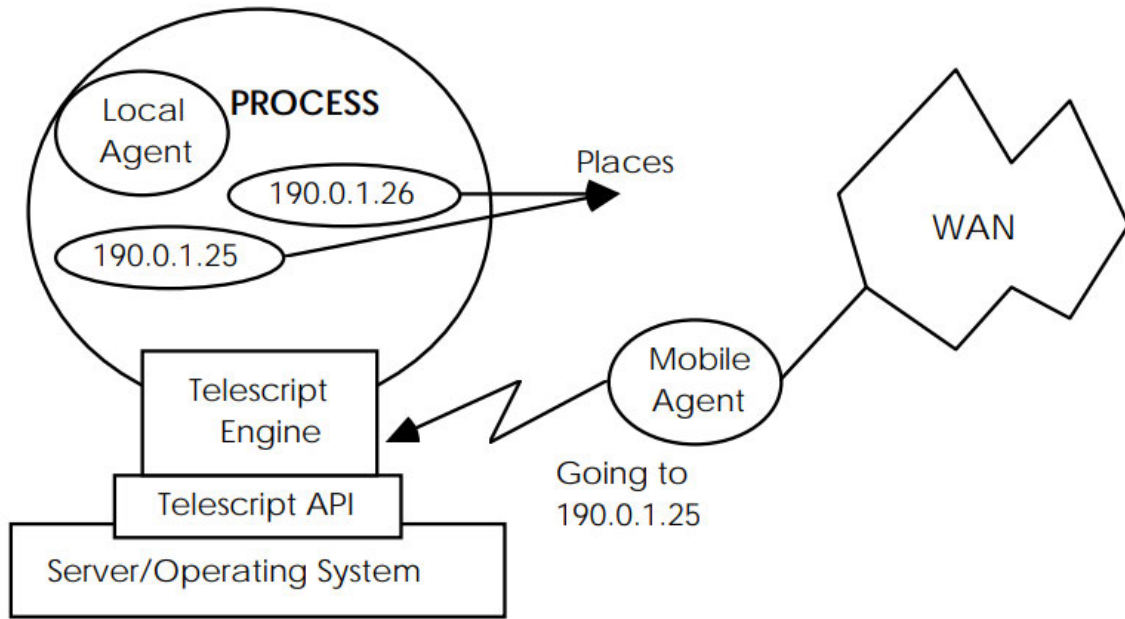 Local
Agent
PROCESS
190.0.1.26
190.0.1.25
Places
WAN
Telescript
Engine
Mobile
Agent
Going to
190.0.1.25
Telescript API
Server/Operating System